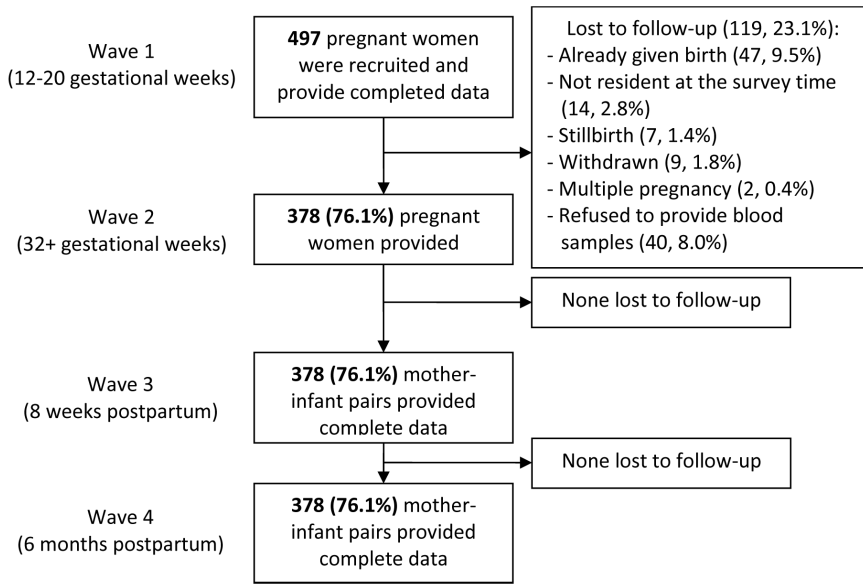 Wave 1
(12-20 gestational weeks)
497 pregnant women
were recruited and
provide completed data
Lost to follow-up (119, 23.1%):
- Already given birth (47, 9.5%)
- Not resident at the survey time
(14, 2.8%)
- Stillbirth (7, 1.4%)
- Withdrawn (9, 1.8%)
- Multiple pregnancy (2, 0.4%)
- Refused to provide blood
samples (40, 8.0%)
Wave 2
(32+ gestational weeks)
378 (76.1%) pregnant
women provided
None lost to follow-up
Wave 3
(8 weeks postpartum)
378 (76.1%) mother-
infant pairs provided
complete data
None lost to follow-up
Wave 4
(6 months postpartum)
378 (76.1%) mother-
infant pairs provided
complete data